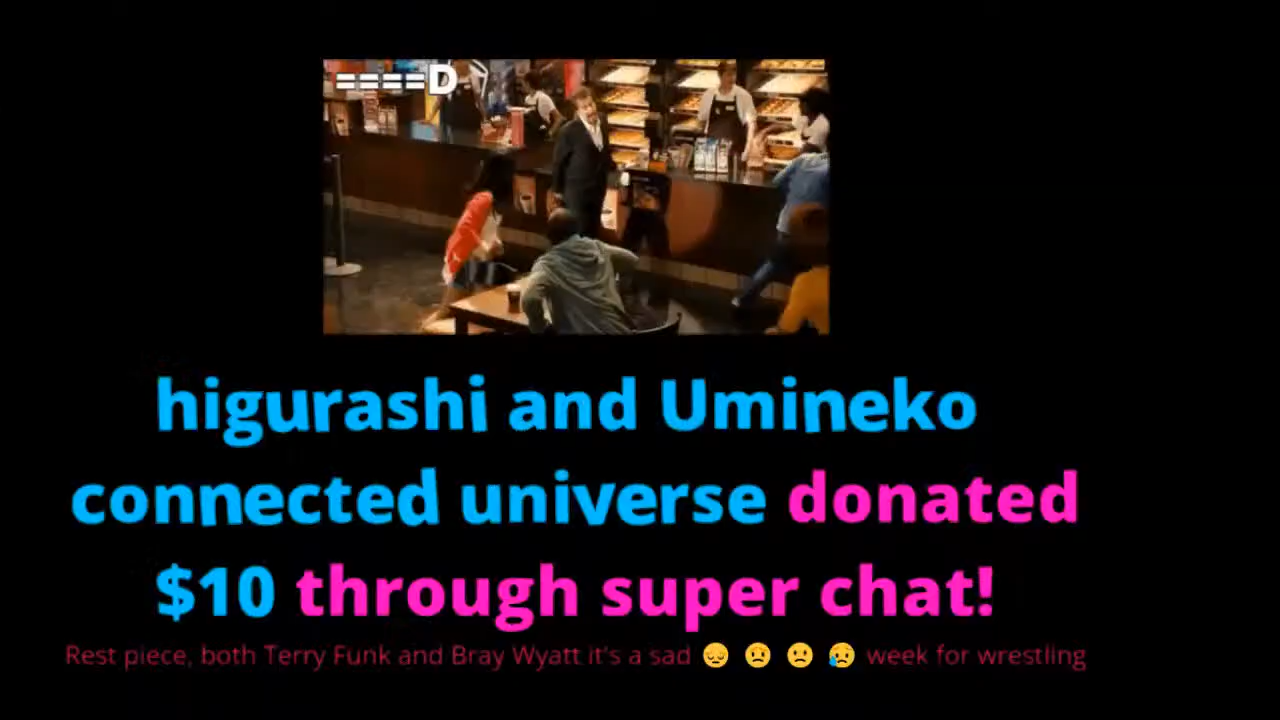 ====D
higurashi and Umineko
connected universe donated
$10 through super chat!
Rest piece, both Terry Funk and Bray Wyatt it's a sad 😔 😟 🙁 😥 week for wrestling